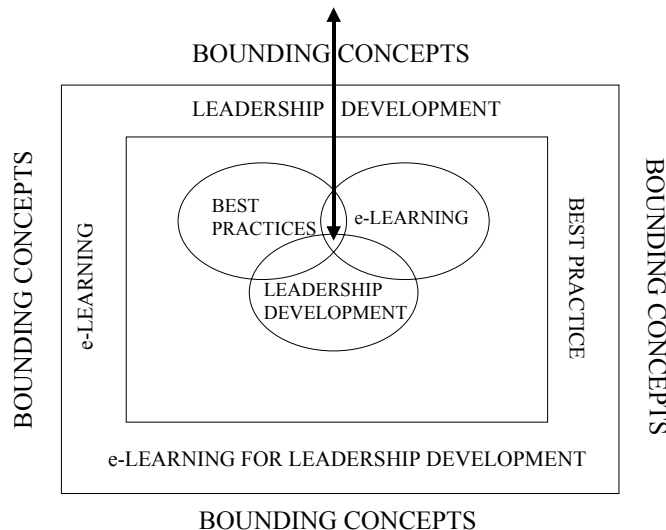 BOUNDING CONCEPTS
LEADERSHIP DEVELOPMENT
BOUNDING CONCEPTS
e-LEARNING
BEST
PRACTICES
e-LEARNING
LEADERSHIP
DEVELOPMENT
BEST PRACTICE
BOUNDING CONCEPTS
e-LEARNING FOR LEADERSHIP DEVELOPMENT
BOUNDING CONCEPTS